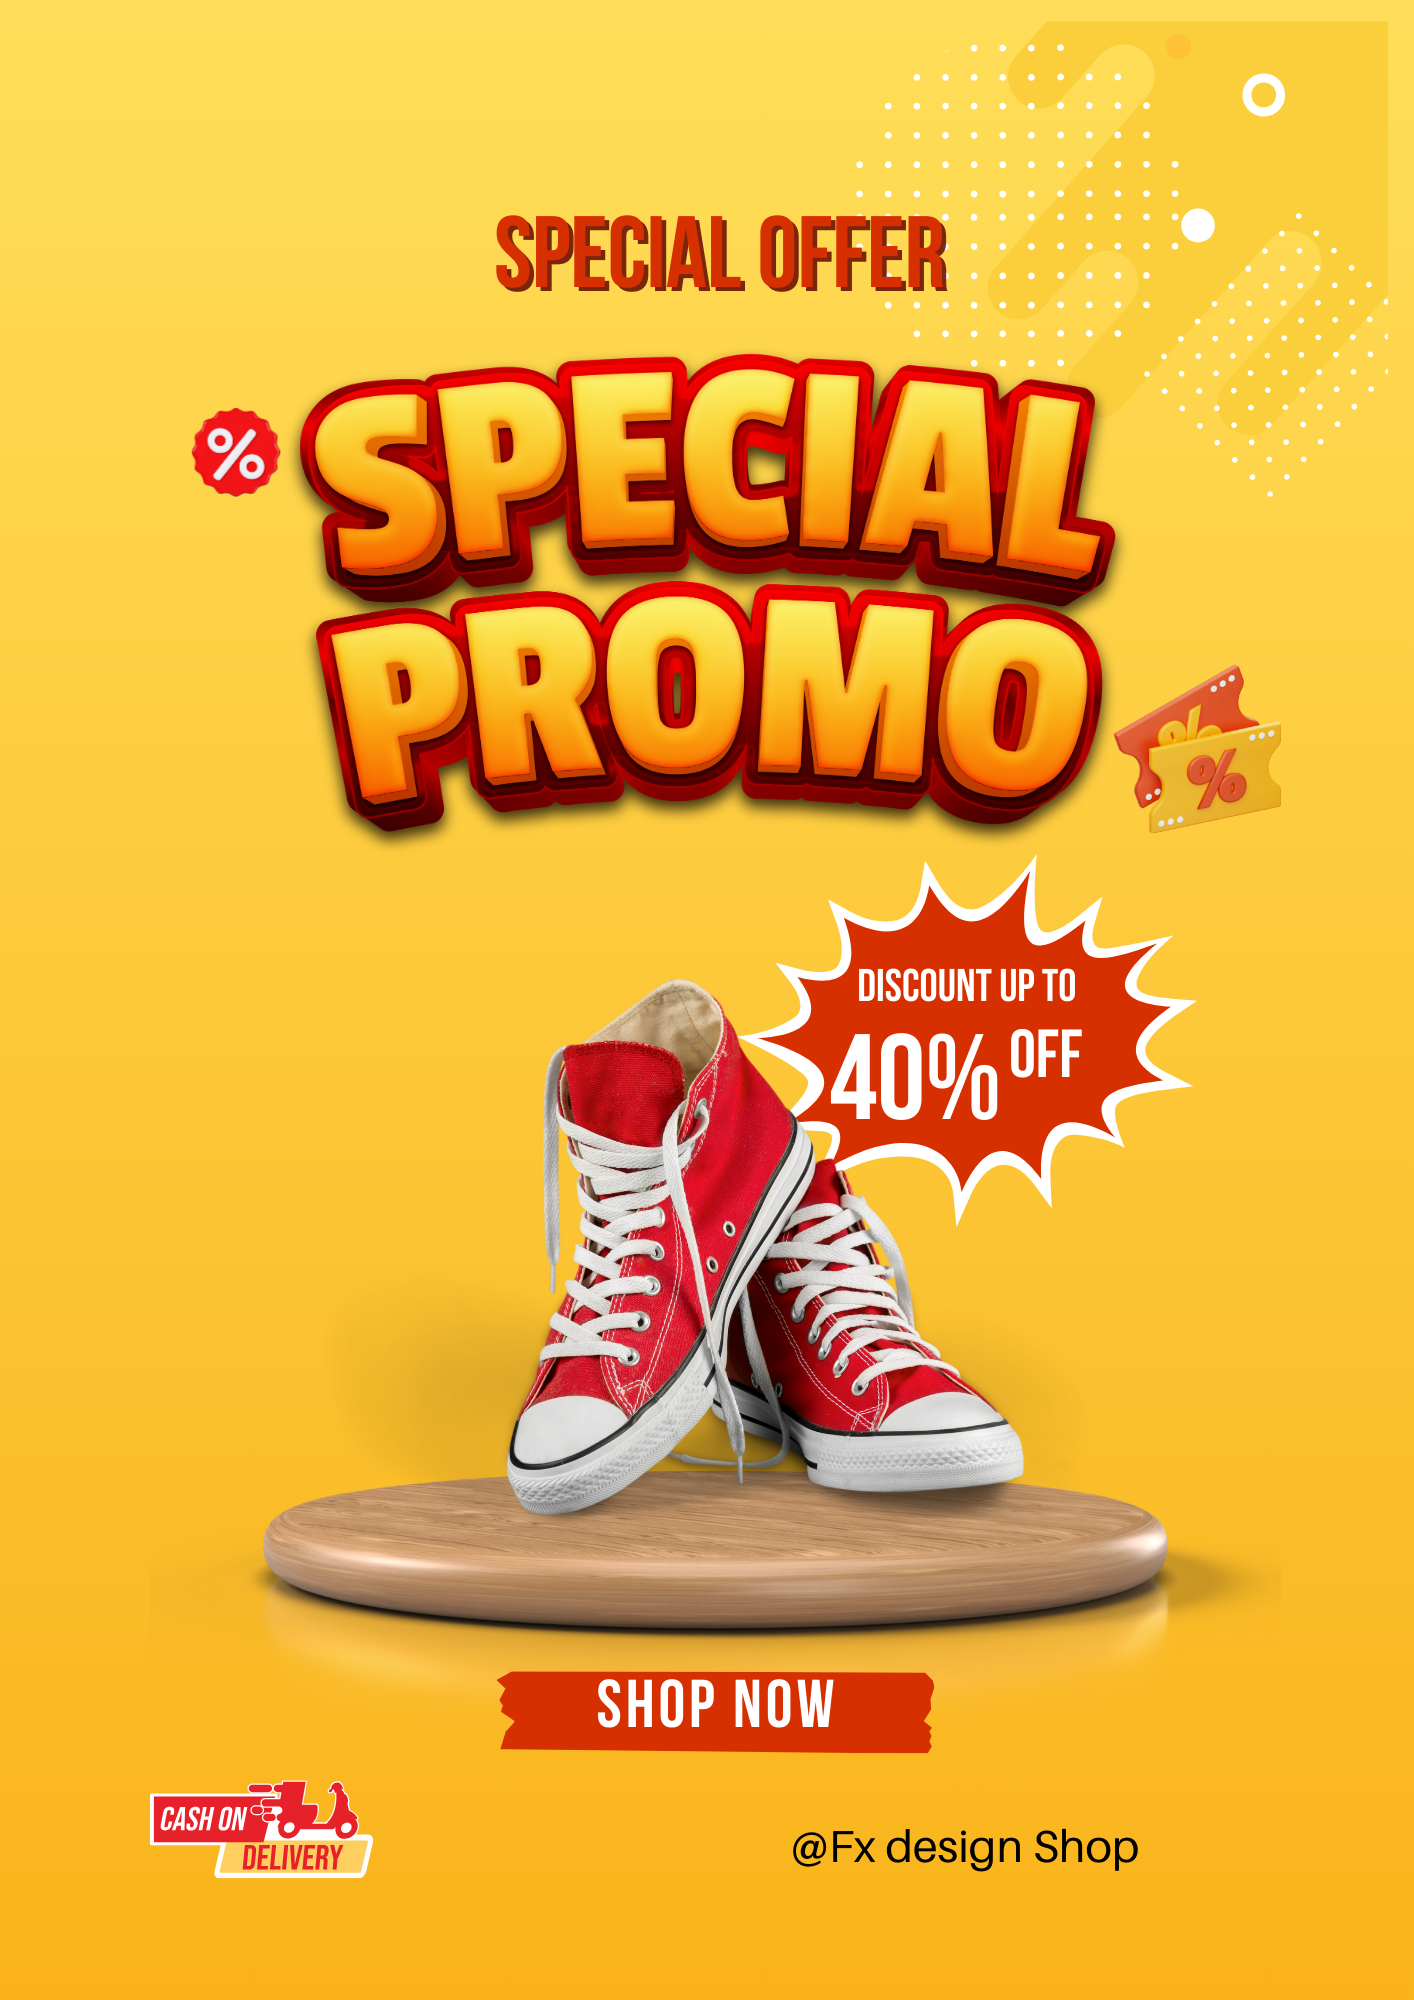 SPECIAL OFFER
%
SPECIAL
PROMO
%
%
DISCOUNT UP TO
40% OFF
SHOP NOW
CASH ON
DELIVERY
@Fx design Shop